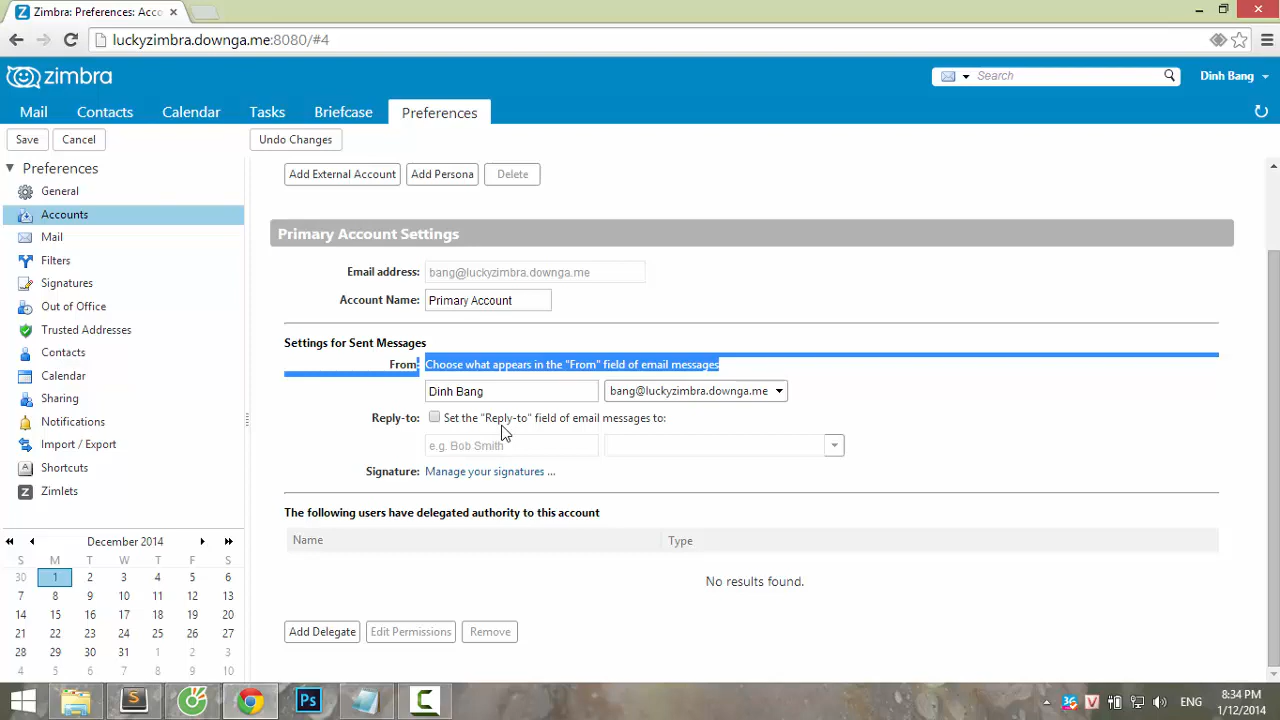 Zimbra: Preferences: Acco
luckyzimbra.downga.me:8080/#4
zimbra
Search
Dinh Bang
Mail
Contacts
Calendar
Tasks
Briefcase
Preferences
Save
Cancel
Undo Changes
Preferences
General
Accounts
Mail
Filters
Signatures
Out of Office
Trusted Addresses
Contacts
Calendar
Sharing
Notifications
Import / Export
Shortcuts
Zimlets
December 2014
S M T W T F S
30 1 2 3 4 5 6
7 8 9 10 11 12 13
14 15 16 17 18 19 20
21 22 23 24 25 26 27
28 29 30 31 1 2 3
4 5 6 7 8 9 10
Add External Account
Add Persona
Delete
Primary Account Settings
Email address: bang@luckyzimbra.downga.me
Account Name: Primary Account
Settings for Sent Messages
From: Choose what appears in the "From" field of email messages
Dinh Bang bang@luckyzimbra.downga.me
Reply-to: Set the "Reply-to" field of email messages to:
e.g. Bob Smith
Signature: Manage your signatures ...
The following users have delegated authority to this account
Name Type
No results found.
Add Delegate
Edit Permissions
Remove
Ps
ENG
8:34 PM
1/12/2014